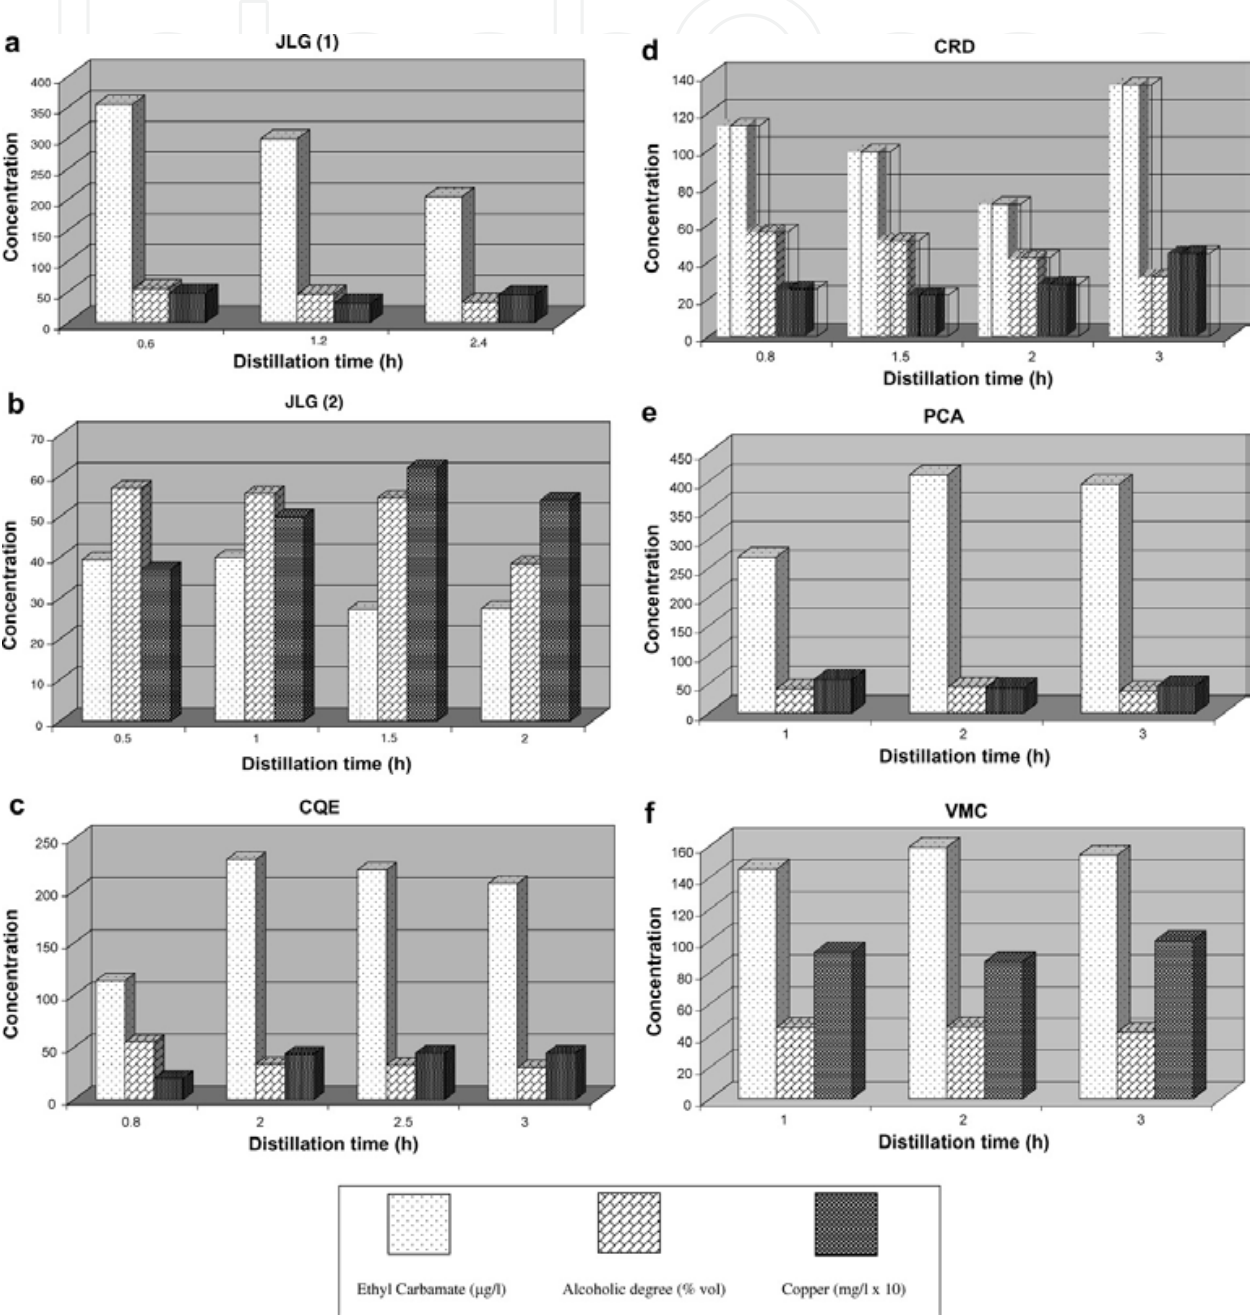 a
JLG (1)
Concentration
400
350
300
250
200
150
100
50
0
0.6 1.2 2.4
Distillation time (h)
b
JLG (2)
Concentration
70
60
50
40
30
20
10
0
0.5 1 1.5 2
Distillation time (h)
c
CQE
Concentration
250
200
150
100
50
0
0.8 2 2.5 3
Distillation time (h)
d
CRD
Concentration
140
120
100
80
60
40
20
0
0.8 1.5 2 3
Distillation time (h)
e
PCA
Concentration
450
400
350
300
250
200
150
100
50
0
1 2 3
Distillation time (h)
f
VMC
Concentration
160
140
120
100
80
60
40
20
0
1 2 3
Distillation time (h)
Ethyl Carbamate (µg/l) Alcoholic degree (% vol) Copper (mg/l x 10)